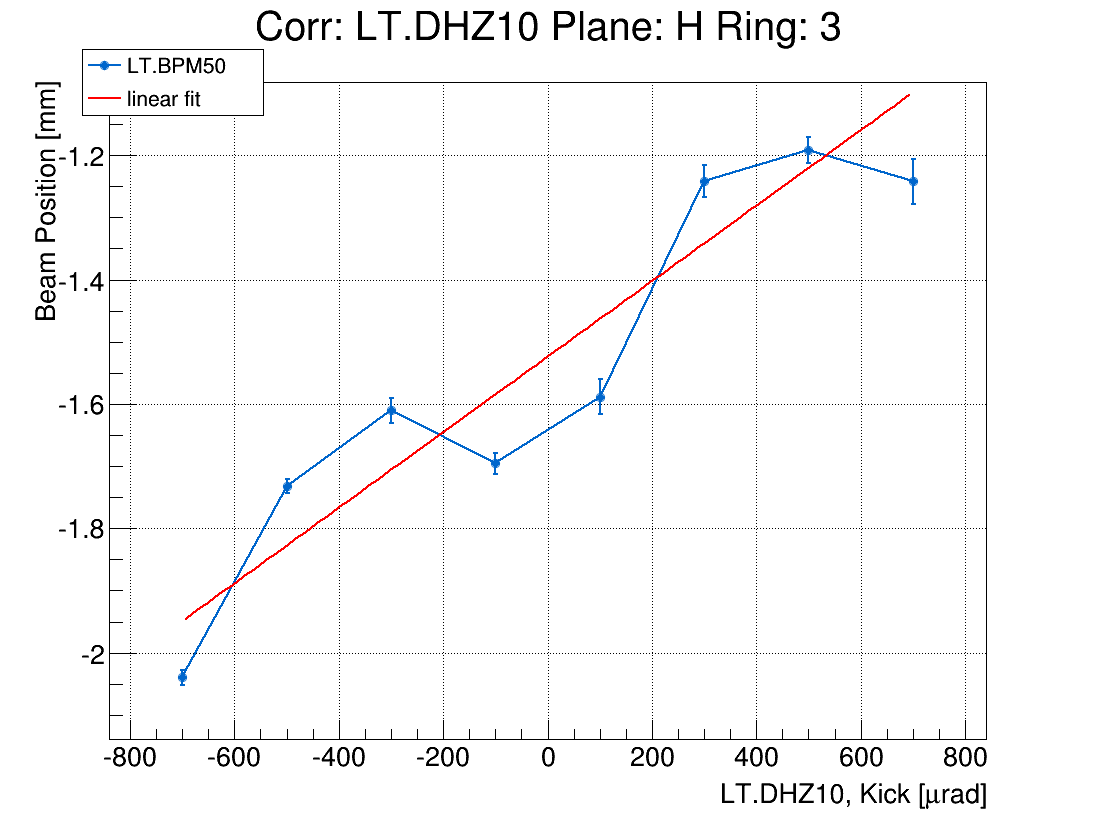 Corr: LT.DHZ10 Plane: H Ring: 3
LT.BPM50
linear fit
Beam Position [mm]
-1.2
-1.4
-1.6
-1.8
-2
-800 -600 -400 -200 0 200 400 600 800
LT.DHZ10, Kick [μrad]